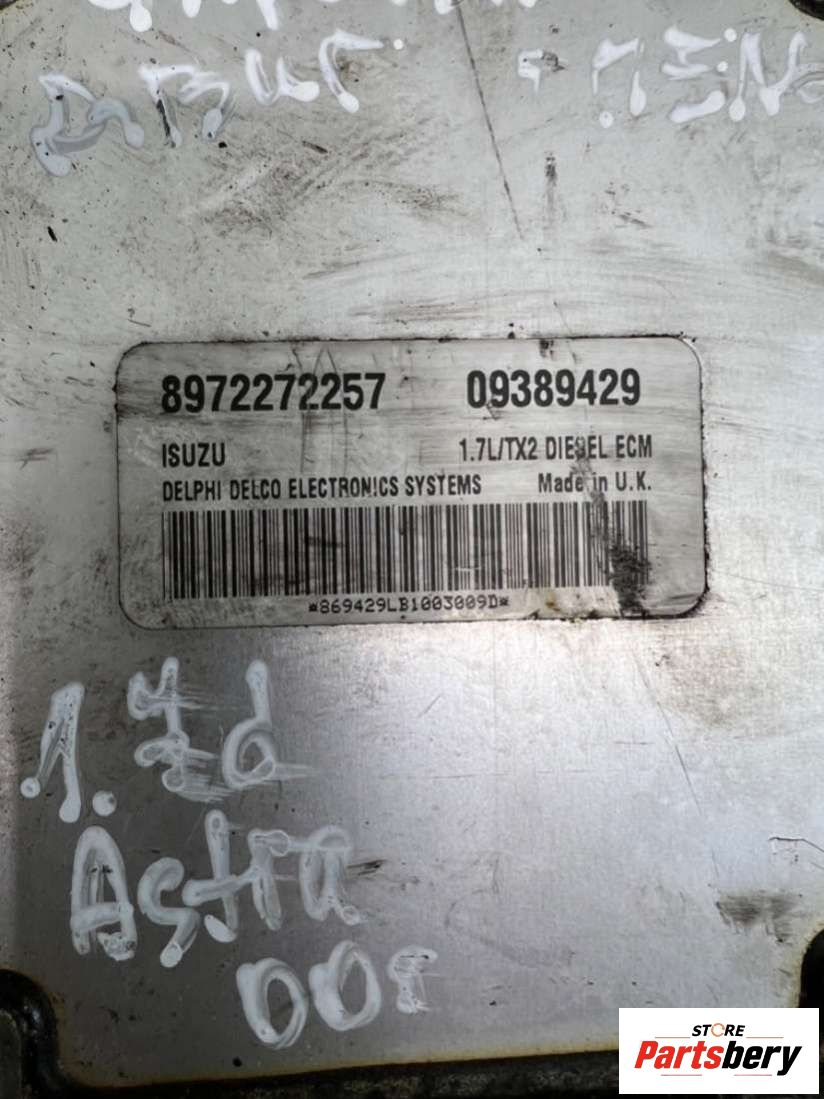 8972272257 09389429
ISUZU 1.7L/TX2 DIESEL ECM
DELPHI DELCO ELECTRONICS SYSTEMS Made in U.K.
*869429LB1003009D*
1.7d
Astra
00г
STORE
Partsbery